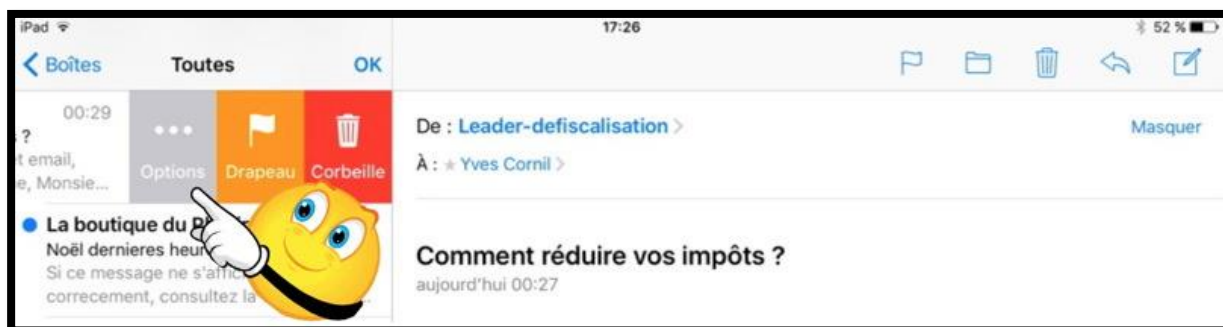 iPad 17:26 52 %
Boîtes Toutes OK
00:29
?
t email,
e, Monsie...
Options Drapeau Corbeille
La boutique du
Noël dernieres heur
Si ce message ne s'affic
correcement, consultez la
De : Leader-defiscalisation Masquer
À : Yves Cornil
Comment réduire vos impôts ?
aujourd'hui 00:27